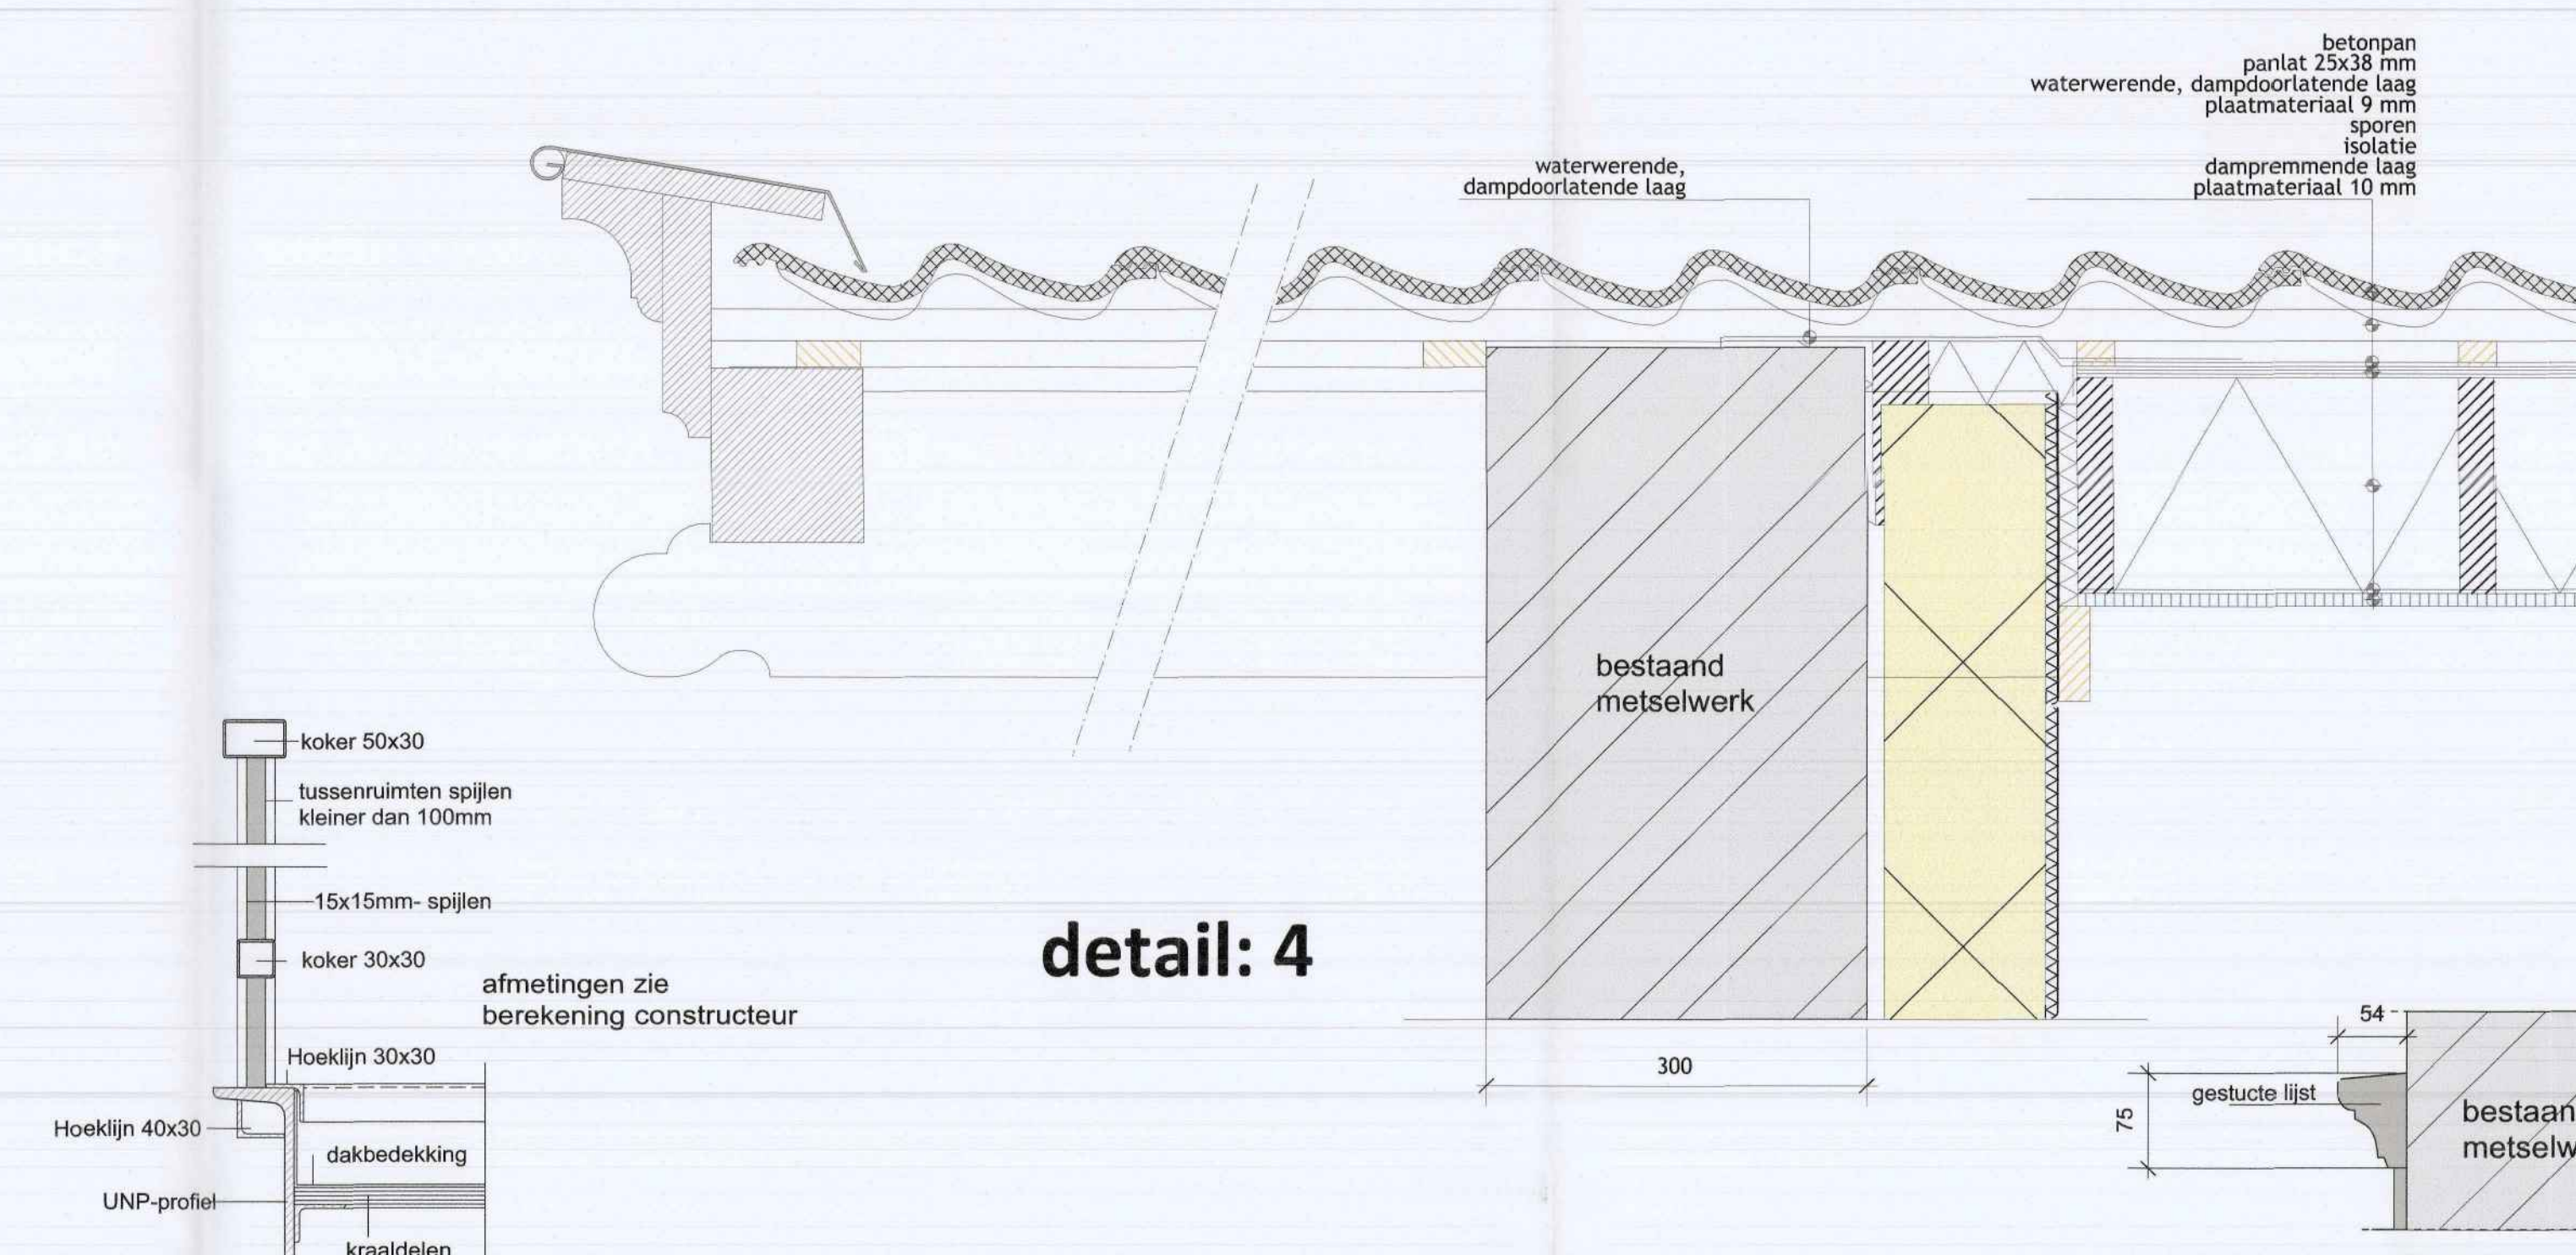 betonpan
panlat 25x38 mm
waterwerende, dampdoorlatende laag
plaatmateriaal 9 mm
sporen
isolatie
dampremmende laag
plaatmateriaal 10 mm
waterwerende,
dampdoorlatende laag
bestaand
metselwerk
koker 50x30
tussenruimten spijlen
kleiner dan 100mm
15x15mm- spijlen
koker 30x30
afmetingen zie
berekening constructeur
detail: 4
Hoeklijn 30x30
Hoeklijn 40x30
dakbedekking
UNP-profiel
kraaldelen
300
54
75
gestucte lijst
bestaan
metselw